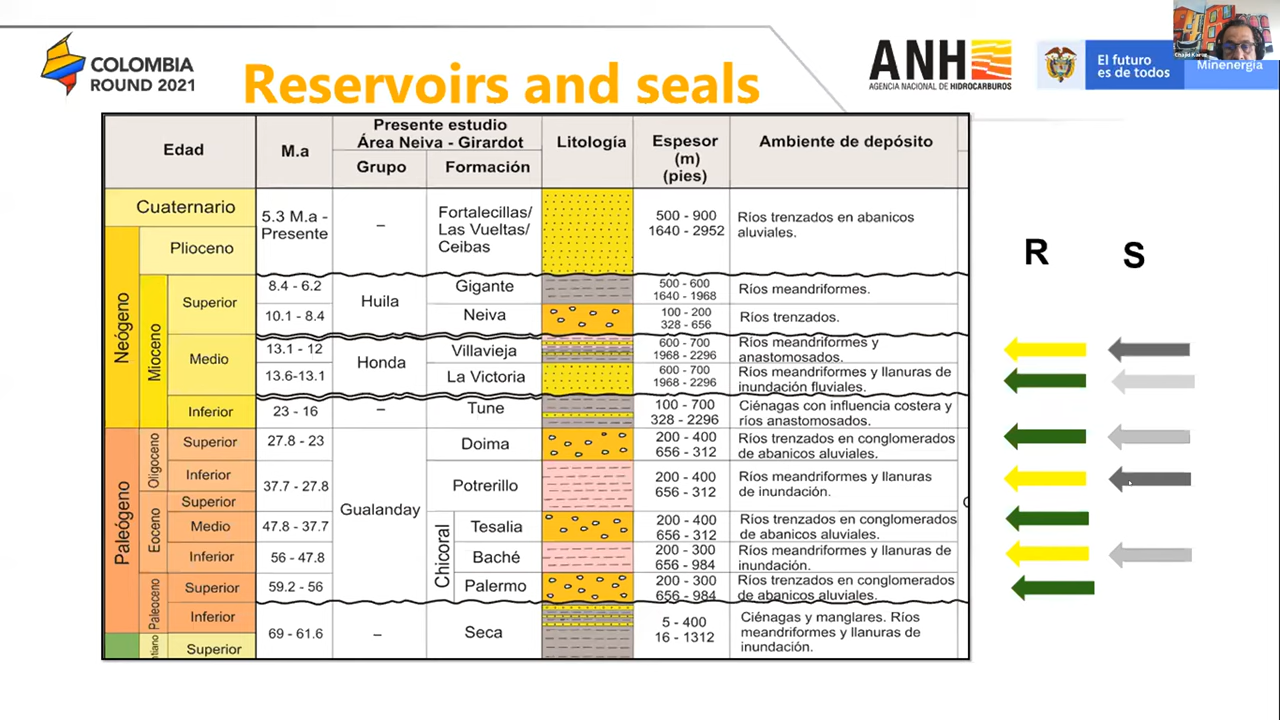 COLOMBIA
ROUND 2021
Reservoirs and seals
ANH
AGENCIA NACIONAL DE HIDROCARBUROS
El futuro
es de todos
Minenergía
Edad
M.a
Presente estudio
Área Neiva - Girardot
Grupo
Formación
Litología
Espesor
(m)
(pies)
Ambiente de depósito
Cuaternario
Neógeno
Plioceno
5.3 M.a -
Presente
–
Fortalecillas/
Las Vueltas/
Ceibas
500 - 900
1640 - 2952
Ríos trenzados en abanicos
aluviales.
R
S
Mioceno
Superior
8.4 - 6.2
Huila
Gigante
500 - 600
1640 - 1968
Ríos meandriformes.
10.1 - 8.4
Neiva
100 - 200
328 - 656
Ríos trenzados.
Medio
13.1 - 12
Honda
Villavieja
600 - 700
1968 - 2296
Ríos meandriformes y
anastomosados.
13.6-13.1
La Victoria
600 - 700
1968 - 2296
Ríos meandriformes y llanuras de
inundación fluviales.
Inferior
23 - 16
–
Tune
100 - 700
328 - 2296
Ciénagas con influencia costera y
ríos anastomosados.
Paleógeno
Oligoceno
Superior
27.8 - 23
Gualanday
Doima
200 - 400
656 - 312
Ríos trenzados en conglomerados
de abanicos aluviales.
Inferior
37.7 - 27.8
Potrerillo
200 - 400
656 - 312
Ríos meandriformes y llanuras
de inundación.
Eoceno
Superior
Medio
47.8 - 37.7
Chicoral
Tesalia
200 - 400
656 - 312
Ríos trenzados en conglomerados
de abanicos aluviales.
Inferior
56 - 47.8
Baché
200 - 300
656 - 984
Ríos meandriformes y llanuras de
inundación.
Paleoceno
Superior
59.2 - 56
Palermo
200 - 300
656 - 984
Ríos trenzados en conglomerados
de abanicos aluviales.
Inferior
69 - 61.6
–
Seca
5 - 400
16 - 1312
Ciénagas y manglares. Ríos
meandriformes y llanuras de
inundación.
Superior